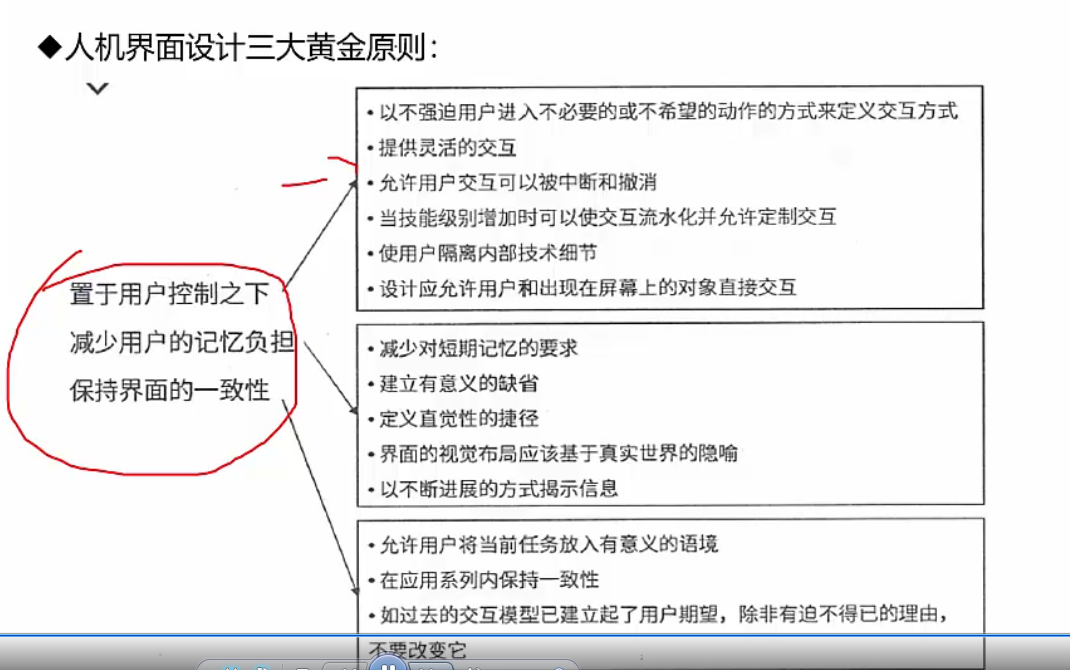 ◆人机界面设计三大黄金原则：
• 以不强迫用户进入不必要的或不希望的动作的方式来定义交互方式
• 提供灵活的交互
• 允许用户交互可以被中断和撤消
• 当技能级别增加时可以使交互流水化并允许定制交互
• 使用户隔离内部技术细节
• 设计应允许用户和出现在屏幕上的对象直接交互
置于用户控制之下
减少用户的记忆负担
保持界面的一致性
• 减少对短期记忆的要求
• 建立有意义的缺省
• 定义直觉性的捷径
• 界面的视觉布局应该基于真实世界的隐喻
• 以不断进展的方式揭示信息
• 允许用户将当前任务放入有意义的语境
• 在应用系列内保持一致性
• 如过去的交互模型已建立起了用户期望，除非有迫不得已的理由，
不要改变它